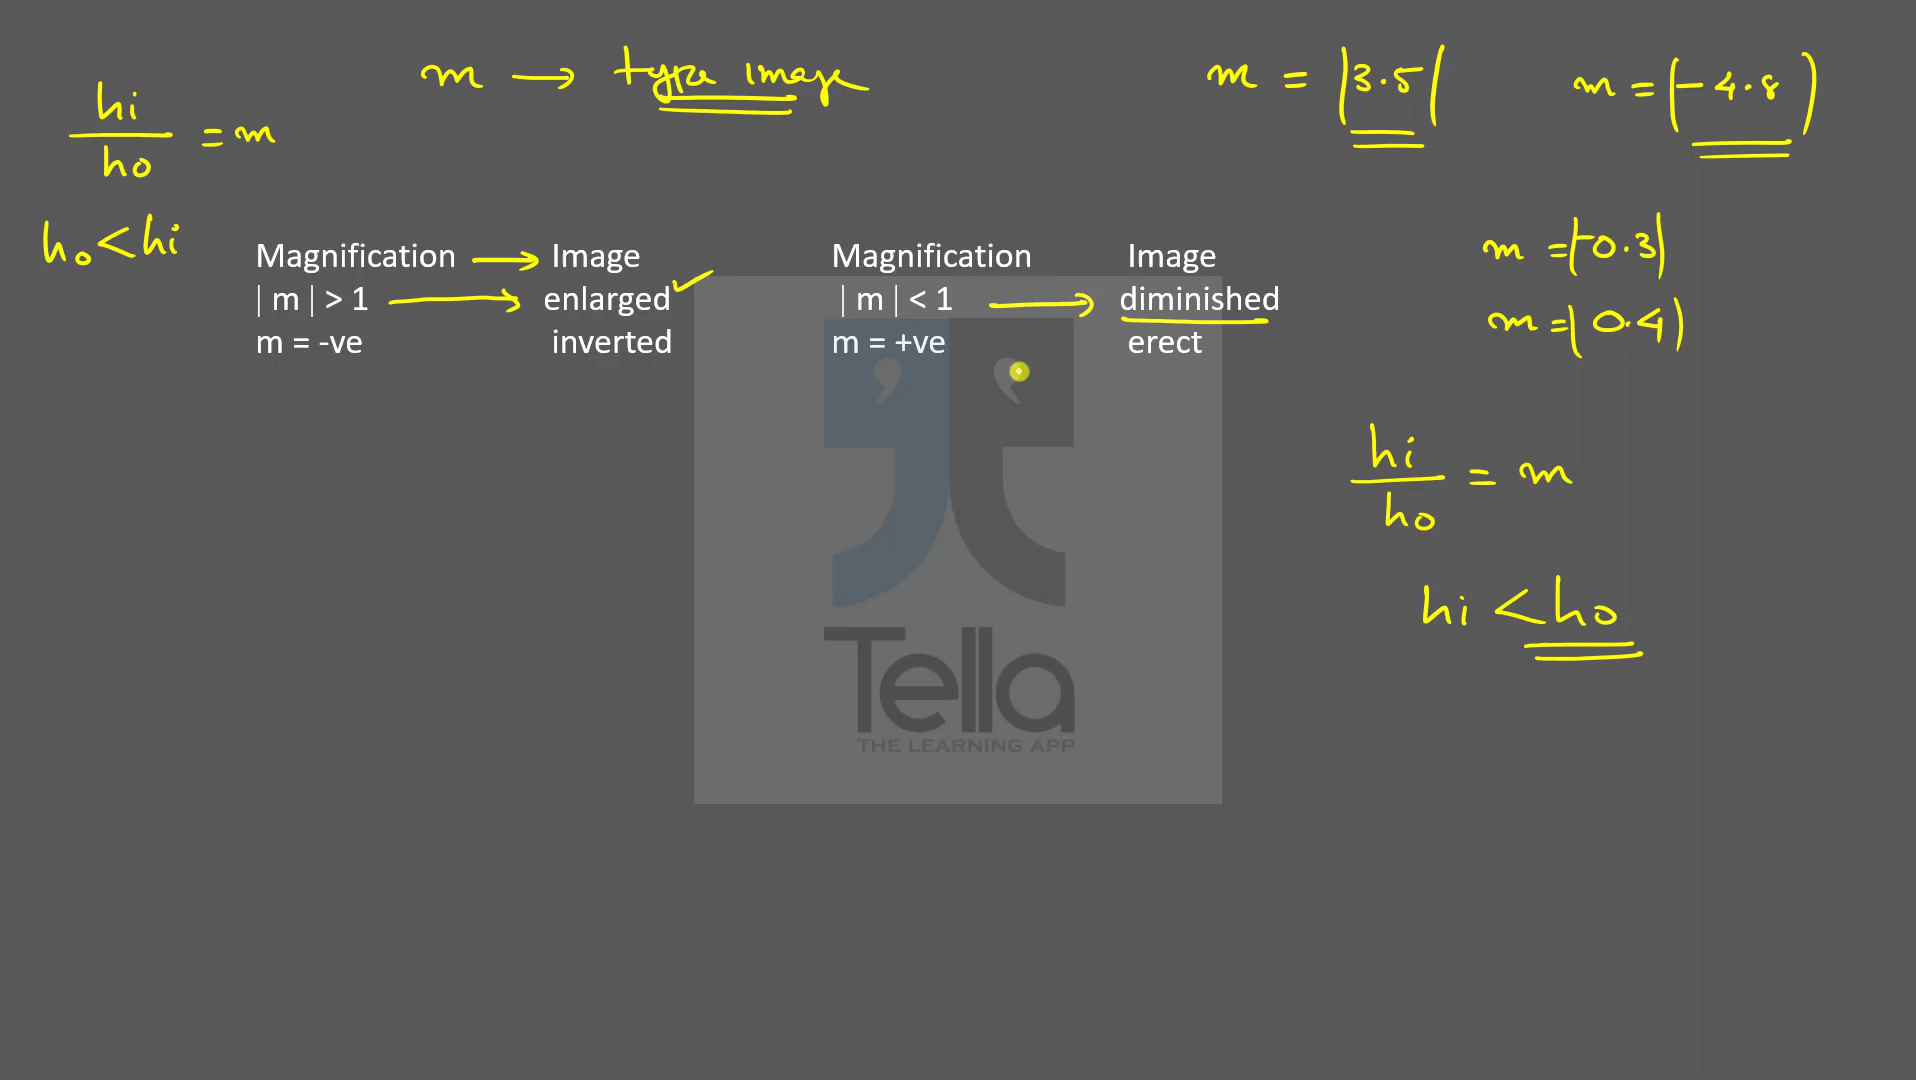 m → type image
m = |3.5|
m = |-4.8|
hi
ho
= m
ho < hi
Magnification → Image
| m | > 1 → enlarged ✓
m = -ve inverted
Magnification Image
| m | < 1 → diminished
m = +ve erect
m = |-0.3|
m = |0.4|
hi
ho
= m
hi < ho
Tella
THE LEARNING APP